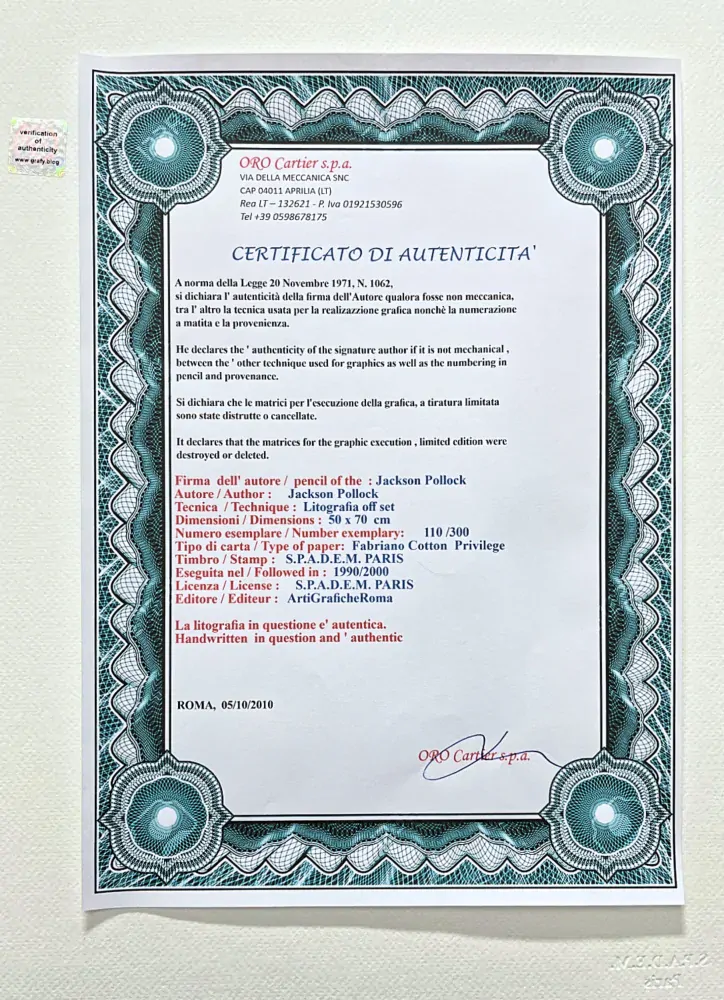 verification
of
authenticity
www.grafy.blog
ORO Cartier s.p.a.
VIA DELLA MECCANICA SNC
CAP 04011 APRILIA (LT)
Rea LT – 132621 - P. Iva 01921530596
Tel +39 0598678175
CERTIFICATO DI AUTENTICITA'
A norma della Legge 20 Novembre 1971, N. 1062,
si dichiara l' autenticità della firma dell'Autore qualora fosse non meccanica,
tra l' altro la tecnica usata per la realizazzione grafica nonchè la numerazione
a matita e la provenienza.
He declares the ' authenticity of the signature author if it is not mechanical ,
between the ' other technique used for graphics as well as the numbering in
pencil and provenance.
Si dichiara che le matrici per l'esecuzione della grafica, a tiratura limitata
sono state distrutte o cancellate.
It declares that the matrices for the graphic execution , limited edition were
destroyed or deleted.
Firma dell' autore / pencil of the : Jackson Pollock
Autore / Author : Jackson Pollock
Tecnica / Technique : Litografia off set
Dimensioni / Dimensions : 50 x 70 cm
Numero esemplare / Number exemplary: 110 /300
Tipo di carta / Type of paper: Fabriano Cotton Privilege
Timbro / Stamp : S.P.A.D.E.M. PARIS
Eseguita nel / Followed in : 1990/2000
Licenza / License : S.P.A.D.E.M. PARIS
Editore / Editeur : ArtiGraficheRoma
La litografia in questione e' autentica.
Handwritten in question and ' authentic
ROMA, 05/10/2010
ORO Cartier s.p.a.
S.P.A.D.E.M.
Paris